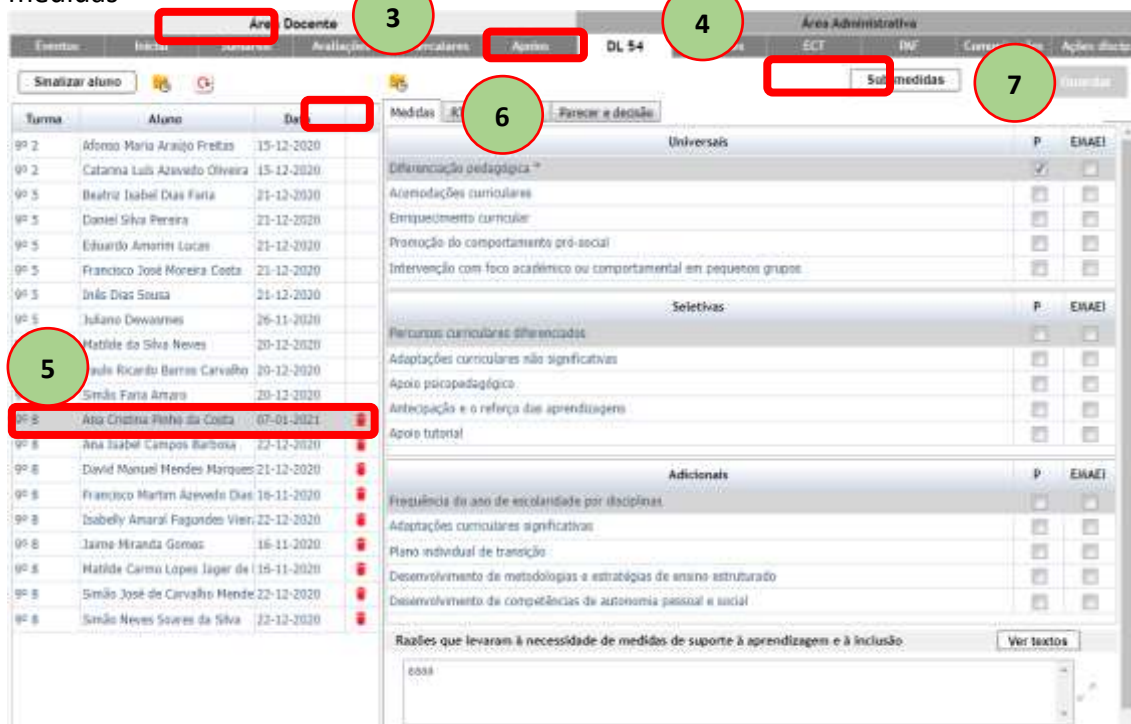 medidas
Área Docente
Área Administrativa
3
4
Eventos Iniciar Sumários Avaliações Curriculares Apoios DL 54 ECT PAF
Sinalizar aluno
Submedidas
7
Guardar
Medidas
6
Parecer e decisão
Turma Aluno Data
9º 2 Afonso Maria Araújo Freitas 15-12-2020
9º 2 Catarina Luís Azevedo Oliveira 15-12-2020
9º 5 Beatriz Isabel Dias Faria 21-12-2020
9º 5 Daniel Silva Pereira 21-12-2020
9º 5 Eduardo Amorim Lucas 21-12-2020
9º 5 Francisco José Moreira Costa 21-12-2020
9º 5 Inês Dias Sousa 21-12-2020
9º 5 Juliano Dewasmes 26-11-2020
Matilde da Silva Neves 20-12-2020
5
Paulo Ricardo Barros Carvalho 20-12-2020
Simão Faria Amaro 20-12-2020
9º 8 Ana Cristina Pinho da Costa 07-01-2021
9º 8 Ana Isabel Campos Barbosa 22-12-2020
9º 8 David Manuel Mendes Marques 21-12-2020
9º 8 Francisco Martim Azevedo Dias 16-11-2020
9º 8 Isabelly Amaral Fagundes Vieir 22-12-2020
9º 8 Jaime Miranda Gomes 16-11-2020
9º 8 Matilde Carmo Lopes Jager de 16-11-2020
9º 8 Simão José de Carvalho Mende 22-12-2020
9º 8 Simão Neves Soares da Silva 22-12-2020
Universais P EMAEI
Diferenciação pedagógica *
Acomodações curriculares
Enriquecimento curricular
Promoção do comportamento pró-social
Intervenção com foco académico ou comportamental em pequenos grupos
Seletivas P EMAEI
Percursos curriculares diferenciados
Adaptações curriculares não significativas
Apoio psicopedagógico
Antecipação e o reforço das aprendizagens
Apoio tutorial
Adicionais P EMAEI
Frequência do ano de escolaridade por disciplinas
Adaptações curriculares significativas
Plano individual de transição
Desenvolvimento de metodologias e estratégias de ensino estruturado
Desenvolvimento de competências de autonomia pessoal e social
Razões que levaram à necessidade de medidas de suporte à aprendizagem e à inclusão
Ver textos